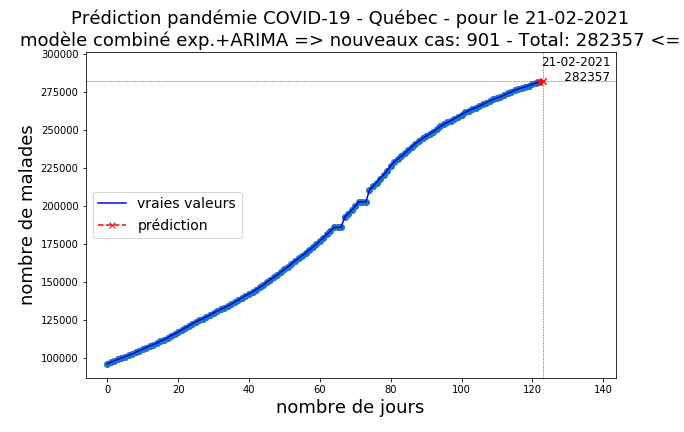 Prédiction pandémie COVID-19 - Québec - pour le 21-02-2021
modèle combiné exp.+ARIMA => nouveaux cas: 901 - Total: 282357 <=
300000
275000
250000
225000
200000
175000
150000
125000
100000
nombre de malades
21-02-2021
282357
vraies valeurs
prédiction
0 20 40 60 80 100 120 140
nombre de jours